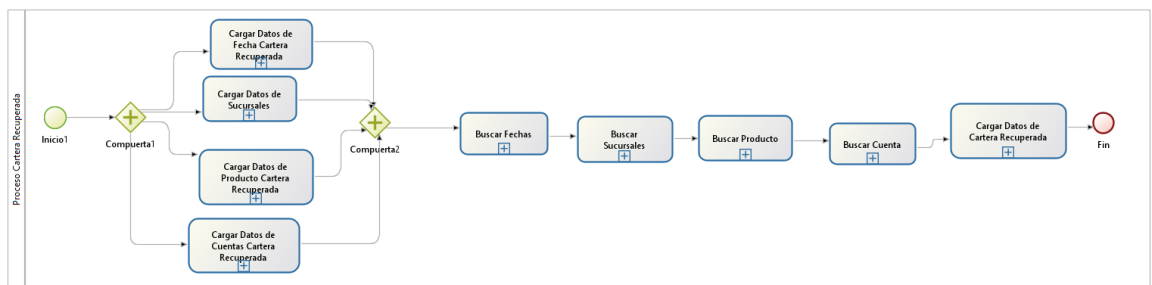 Proceso Cartera Recuperada
Inicio1
Compuerta1
Cargar Datos de
Fecha Cartera
Recuperada
Cargar Datos de
Sucursales
Cargar Datos de
Producto Cartera
Recuperada
Cargar Datos de
Cuentas Cartera
Recuperada
Compuerta2
Buscar Fechas
Buscar
Sucursales
Buscar Producto
Buscar Cuenta
Cargar Datos de
Cartera Recuperada
Fin